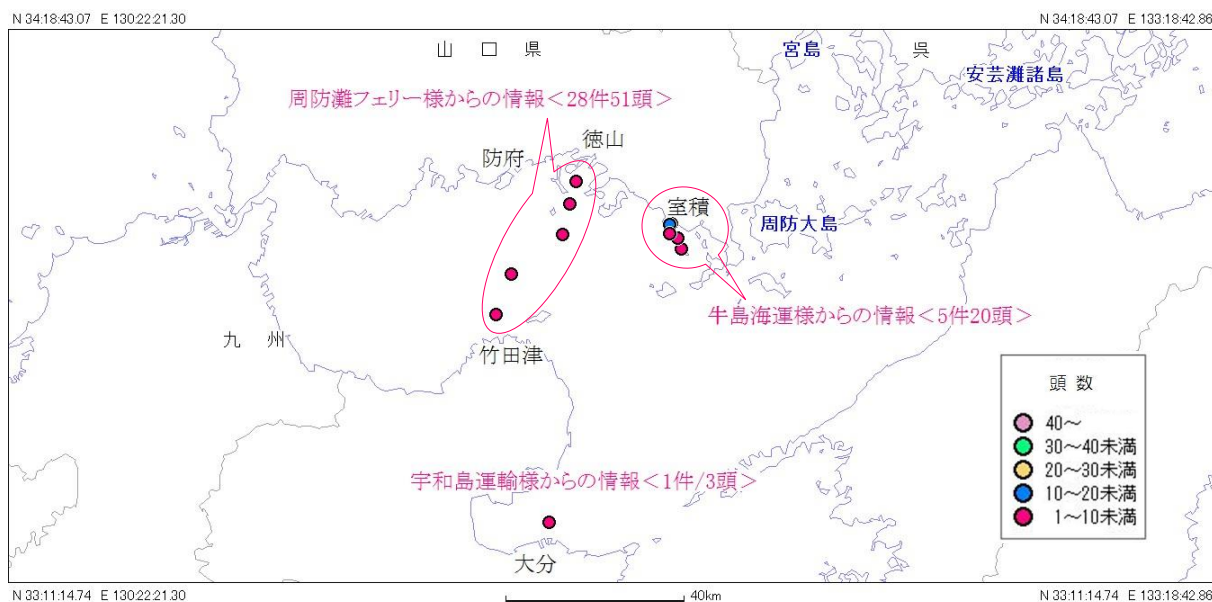 N 34:18:43.07 E 130:22:21.30
N 34:18:43.07 E 133:18:42.86
山口県
宮島
呉
安芸灘諸島
周防灘フェリー様からの情報<28件51頭>
徳山
防府
室積
周防大島
牛島海運様からの情報<5件20頭>
九州
竹田津
頭数
40～
30～40未満
20～30未満
10～20未満
1～10未満
宇和島運輸様からの情報<1件/3頭>
大分
N 33:11:14.74 E 130:22:21.30
40km
N 33:11:14.74 E 133:18:42.86